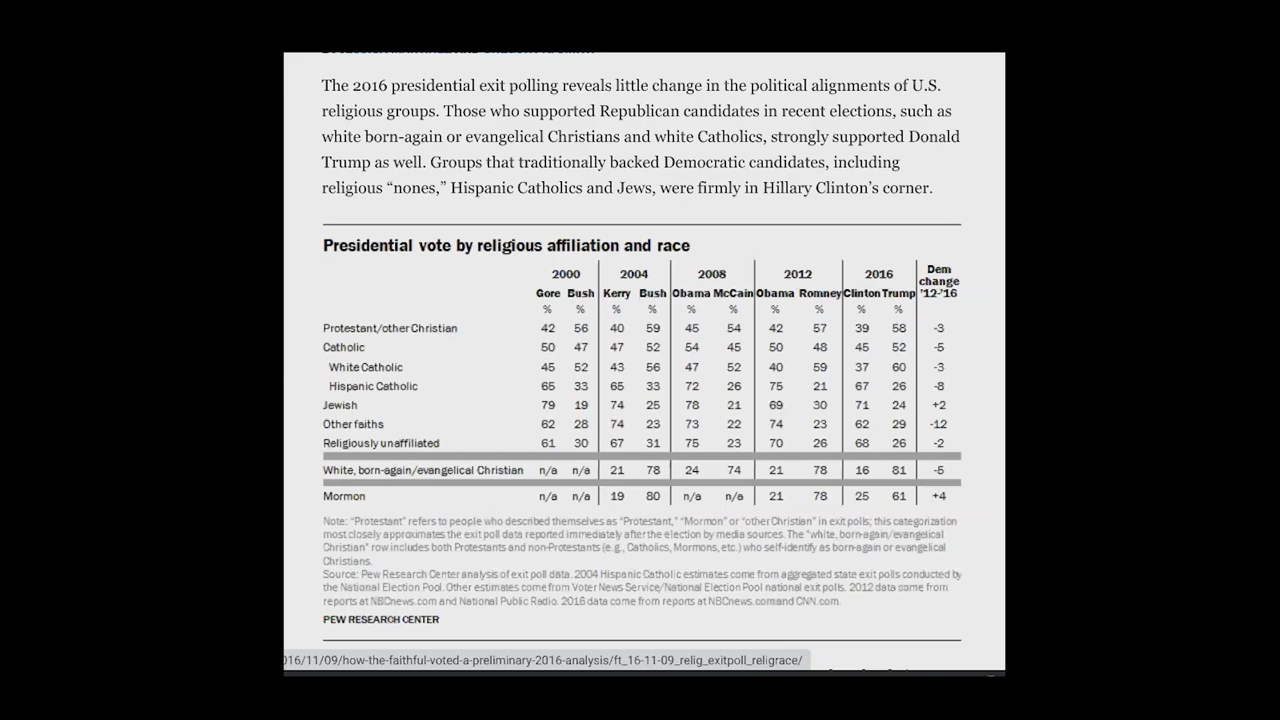 The 2016 presidential exit polling reveals little change in the political alignments of U.S.
religious groups. Those who supported Republican candidates in recent elections, such as
white born-again or evangelical Christians and white Catholics, strongly supported Donald
Trump as well. Groups that traditionally backed Democratic candidates, including
religious “nones,” Hispanic Catholics and Jews, were firmly in Hillary Clinton’s corner.
Presidential vote by religious affiliation and race
2000 2004 2008 2012 2016 Dem change '12-'16
Gore Bush Kerry Bush Obama McCain Obama Romney Clinton Trump
% % % % % % % % % %
Protestant/other Christian 42 56 40 59 45 54 42 57 39 58 -3
Catholic 50 47 47 52 54 45 50 48 45 52 -5
White Catholic 45 52 43 56 47 52 40 59 37 60 -3
Hispanic Catholic 65 33 65 33 72 26 75 21 67 26 -8
Jewish 79 19 74 25 78 21 69 30 71 24 +2
Other faiths 62 28 74 23 73 22 74 23 62 29 -12
Religiously unaffiliated 61 30 67 31 75 23 70 26 68 26 -2
White, born-again/evangelical Christian n/a n/a 21 78 24 74 21 78 16 81 -5
Mormon n/a n/a 19 80 n/a n/a 21 78 25 61 +4
Note: “Protestant” refers to people who described themselves as “Protestant,” “Mormon” or “other Christian” in exit polls; this categorization
most closely approximates the exit poll data reported immediately after the election by media sources. The “white, born-again/evangelical
Christian” row includes both Protestants and non-Protestants (e.g., Catholics, Mormons, etc.) who self-identify as born-again or evangelical
Christians.
Source: Pew Research Center analysis of exit poll data. 2004 Hispanic Catholic estimates come from aggregated state exit polls conducted by
the National Election Pool. Other estimates come from Voter News Service/National Election Pool national exit polls. 2012 data come from
reports at NBCnews.com and National Public Radio. 2016 data come from reports at NBCnews.com and CNN.com.
PEW RESEARCH CENTER
016/11/09/how-the-faithful-voted-a-preliminary-2016-analysis/ft_16-11-09_relig_exitpoll_religrace/